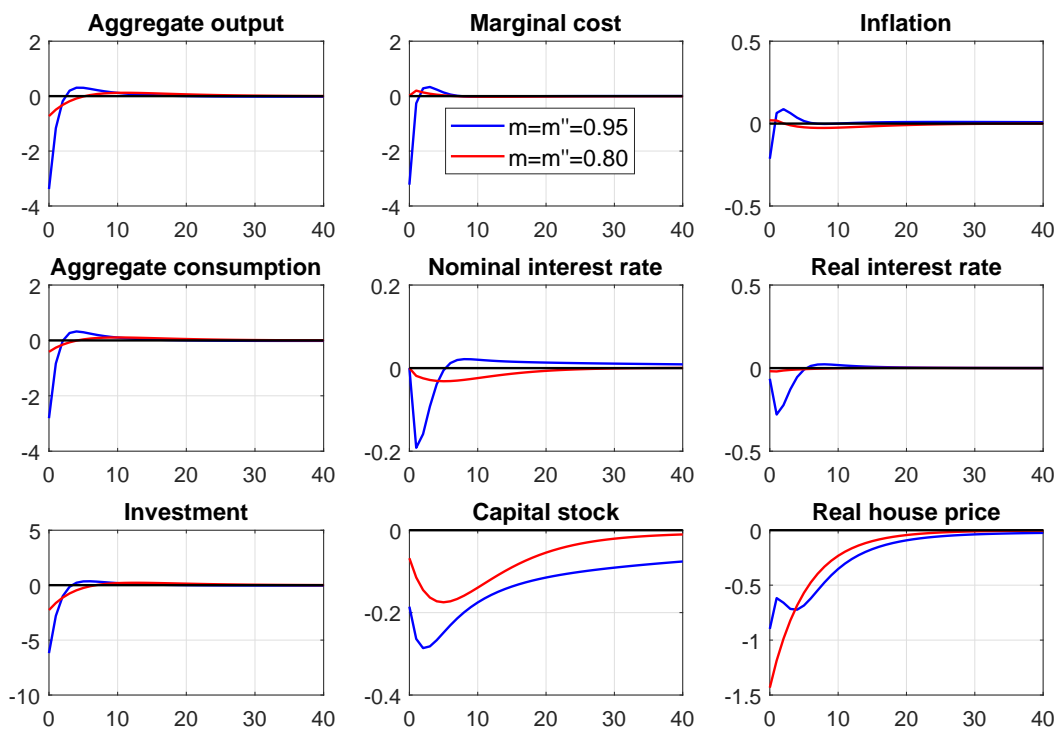 Aggregate output
Marginal cost
Inflation
2
0
-2
-4
0 10 20 30 40
2
0
-2
-4
0 10 20 30 40
m=m''=0.95
m=m''=0.80
0.5
0
-0.5
0 10 20 30 40
Aggregate consumption
Nominal interest rate
Real interest rate
2
0
-2
-4
0 10 20 30 40
0.2
0
-0.2
0 10 20 30 40
0.5
0
-0.5
0 10 20 30 40
Investment
Capital stock
Real house price
5
0
-5
-10
0 10 20 30 40
0
-0.2
-0.4
0 10 20 30 40
0
-0.5
-1
-1.5
0 10 20 30 40